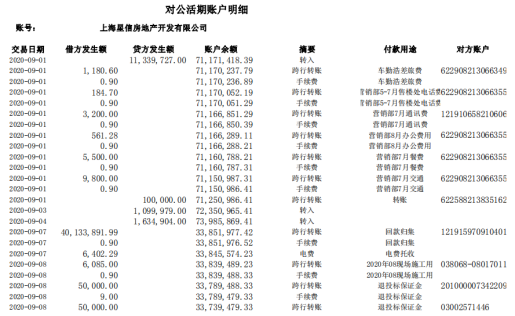 对公活期账户明细
账号: 上海星信房地产开发有限公司
交易日期 借方发生额 贷方发生额 账户余额 摘要 付款用途 对方账户
2020-09-01 11,339,727.00 71,171,418.39 转入
2020-09-01 1,180.60 71,170,237.79 跨行转账 车勤浩差旅费 622908213066349
2020-09-01 0.90 71,170,236.89 手续费 车勤浩差旅费
2020-09-01 184.70 71,170,052.19 跨行转账 营销部5-7月售楼处电话费 622908213066355
2020-09-01 0.90 71,170,051.29 手续费 营销部5-7月售楼处电话费
2020-09-01 3,200.00 71,166,851.29 跨行转账 营销部7月通讯费 121910658210606
2020-09-01 0.90 71,166,850.39 手续费 营销部7月通讯费
2020-09-01 561.28 71,166,289.11 跨行转账 营销部8月办公费用 622908213066355
2020-09-01 0.90 71,166,288.21 手续费 营销部8月办公费用
2020-09-01 5,500.00 71,160,788.21 跨行转账 营销部7月餐费 622908213066355
2020-09-01 0.90 71,160,787.31 手续费 营销部7月餐费
2020-09-01 9,800.00 71,150,987.31 跨行转账 营销部7月交通 622908213066355
2020-09-01 0.90 71,150,986.41 手续费 营销部7月交通
2020-09-01 100,000.00 71,250,986.41 跨行转账 转账 622588213835162
2020-09-03 1,099,979.00 72,350,965.41 转入
2020-09-04 1,634,904.00 73,985,869.41 转入
2020-09-07 40,133,891.99 33,851,977.42 跨行转账 回款归集 121915970910401
2020-09-07 0.90 33,851,976.52 手续费 回款归集
2020-09-07 6,402.29 33,845,574.23 电费 电费托收
2020-09-08 6,085.00 33,839,489.23 跨行转账 2020年08现场施工用 038068-08017011
2020-09-08 0.90 33,839,488.33 手续费 2020年08现场施工用
2020-09-08 50,000.00 33,789,488.33 跨行转账 退投标保证金 201000007342209
2020-09-08 9.00 33,789,479.33 手续费 退投标保证金
2020-09-08 50,000.00 33,739,479.33 跨行转账 退投标保证金 03002571446